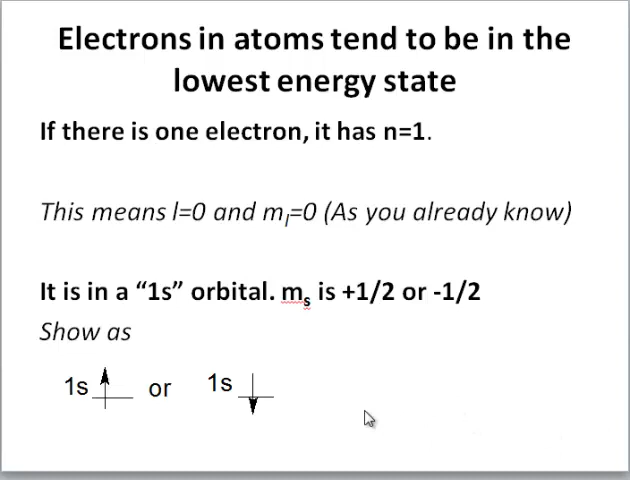 Electrons in atoms tend to be in the
lowest energy state
If there is one electron, it has n=1.
This means l=0 and mₗ=0 (As you already know)
It is in a “1s” orbital. mₛ is +1/2 or -1/2
Show as
1s or 1s